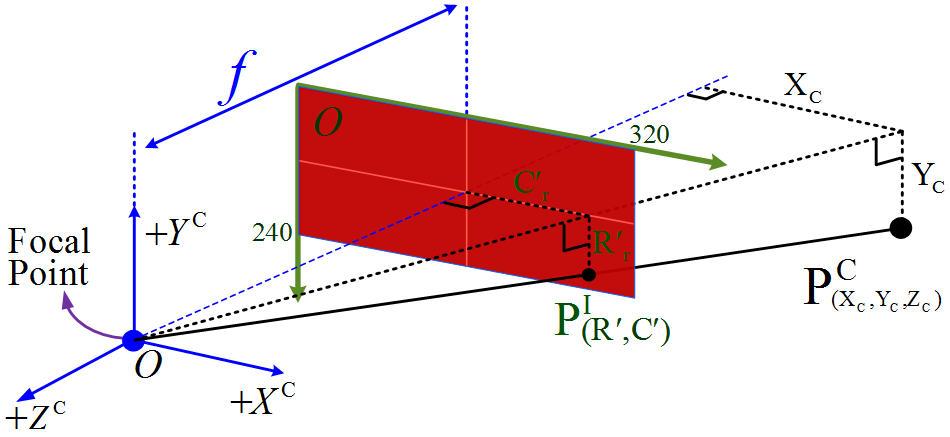 f
O
320
X_C
C′_r
Y_C
240
R′_r
+Y^C
Focal
Point
P^C_(X_C,Y_C,Z_C)
P^I_(R′,C′)
O
+X^C
+Z^C